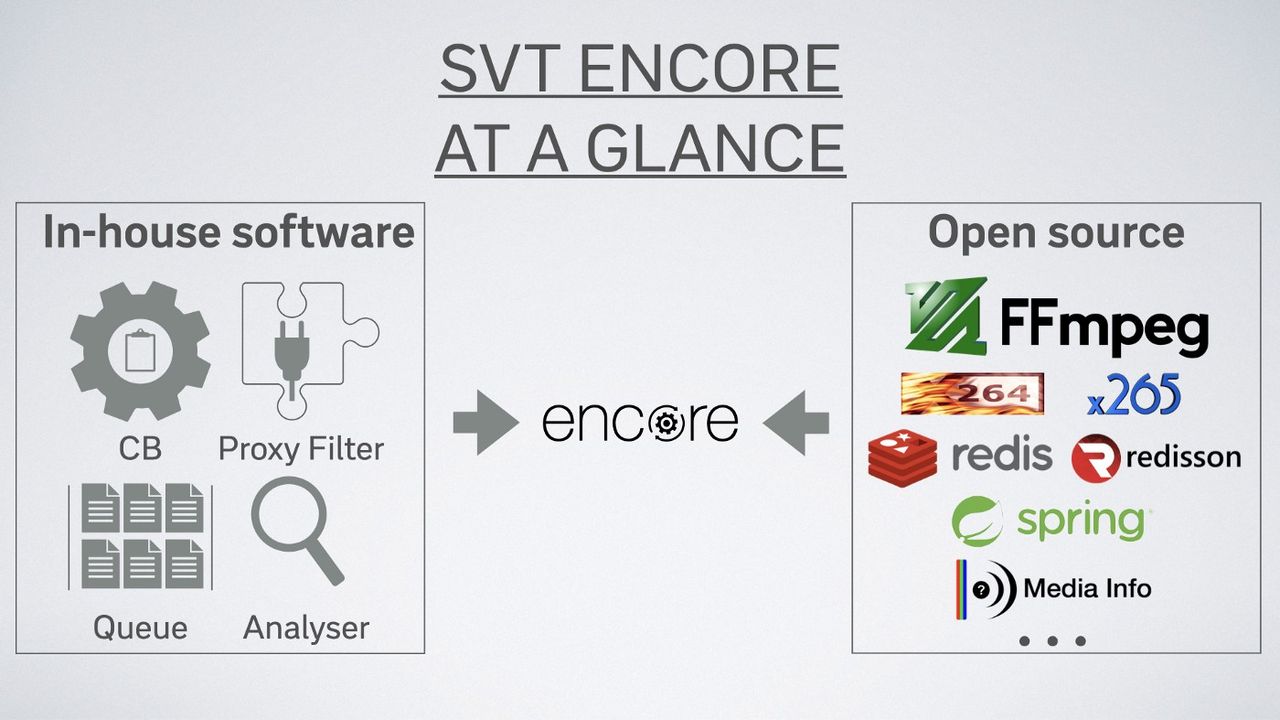 SVT ENCORE
AT A GLANCE
In-house software
CB
Proxy Filter
Queue
Analyser
encore
Open source
FFmpeg
264
x265
redis
redisson
spring
?
Media Info